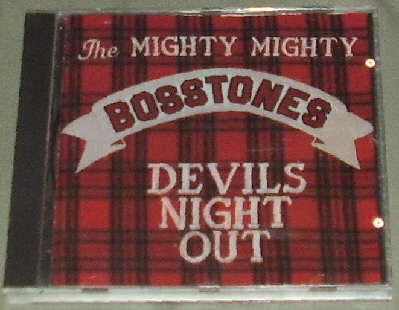 The MIGHTY MIGHTY
BOSSTONES
DEVILS
NIGHT
OUT